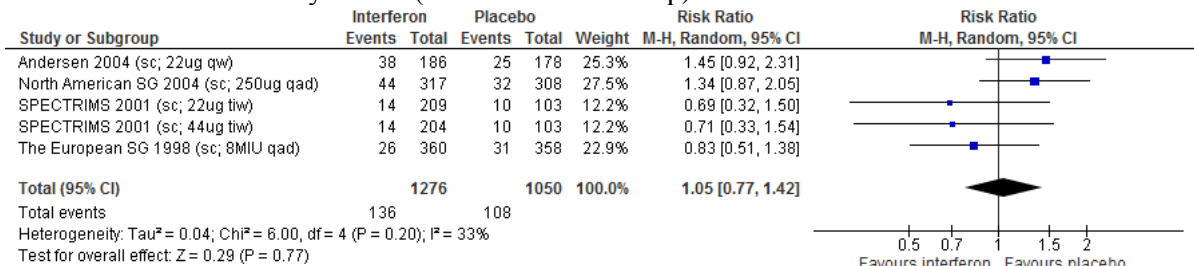 Interferon Placebo Risk Ratio Risk Ratio
Study or Subgroup Events Total Events Total Weight M-H, Random, 95% CI M-H, Random, 95% CI
Andersen 2004 (sc; 22ug qw) 38 186 25 178 25.3% 1.45 [0.92, 2.31]
North American SG 2004 (sc; 250ug qad) 44 317 32 308 27.5% 1.34 [0.87, 2.05]
SPECTRIMS 2001 (sc; 22ug tiw) 14 209 10 103 12.2% 0.69 [0.32, 1.50]
SPECTRIMS 2001 (sc; 44ug tiw) 14 204 10 103 12.2% 0.71 [0.33, 1.54]
The European SG 1998 (sc; 8MIU qad) 26 360 31 358 22.9% 0.83 [0.51, 1.38]
Total (95% CI) 1276 1050 100.0% 1.05 [0.77, 1.42]
Total events 136 108
Heterogeneity: Tau² = 0.04; Chi² = 6.00, df = 4 (P = 0.20); I² = 33%
Test for overall effect: Z = 0.29 (P = 0.77)
0.5 0.7 1 1.5 2
Favours interferon Favours placebo